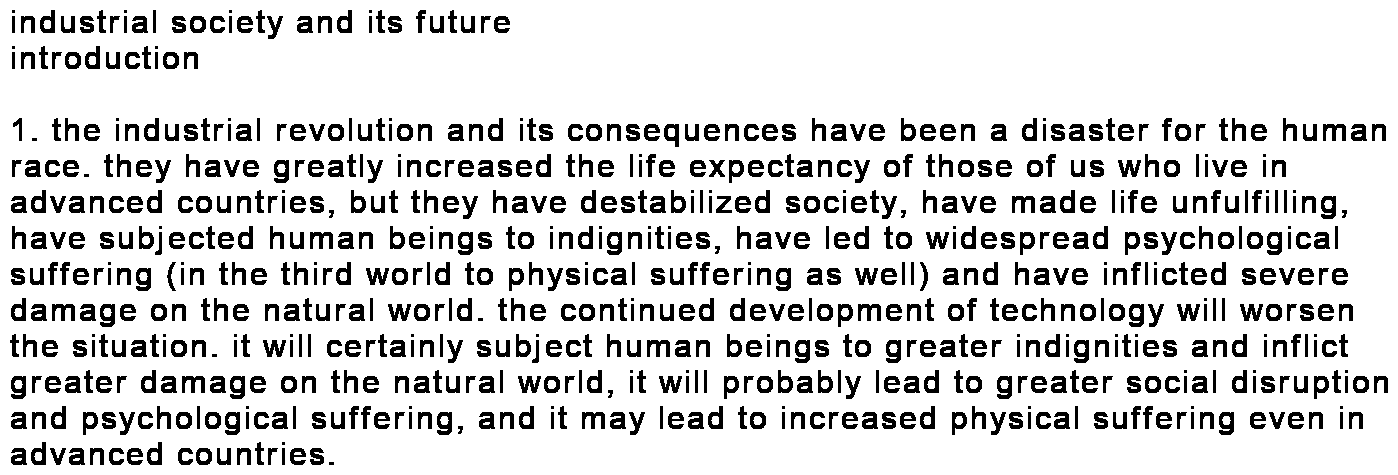 industrial society and its future
introduction

1. the industrial revolution and its consequences have been a disaster for the human
race. they have greatly increased the life expectancy of those of us who live in
advanced countries, but they have destabilized society, have made life unfulfilling,
have subjected human beings to indignities, have led to widespread psychological
suffering (in the third world to physical suffering as well) and have inflicted severe
damage on the natural world. the continued development of technology will worsen
the situation. it will certainly subject human beings to greater indignities and inflict
greater damage on the natural world, it will probably lead to greater social disruption
and psychological suffering, and it may lead to increased physical suffering even in
advanced countries.